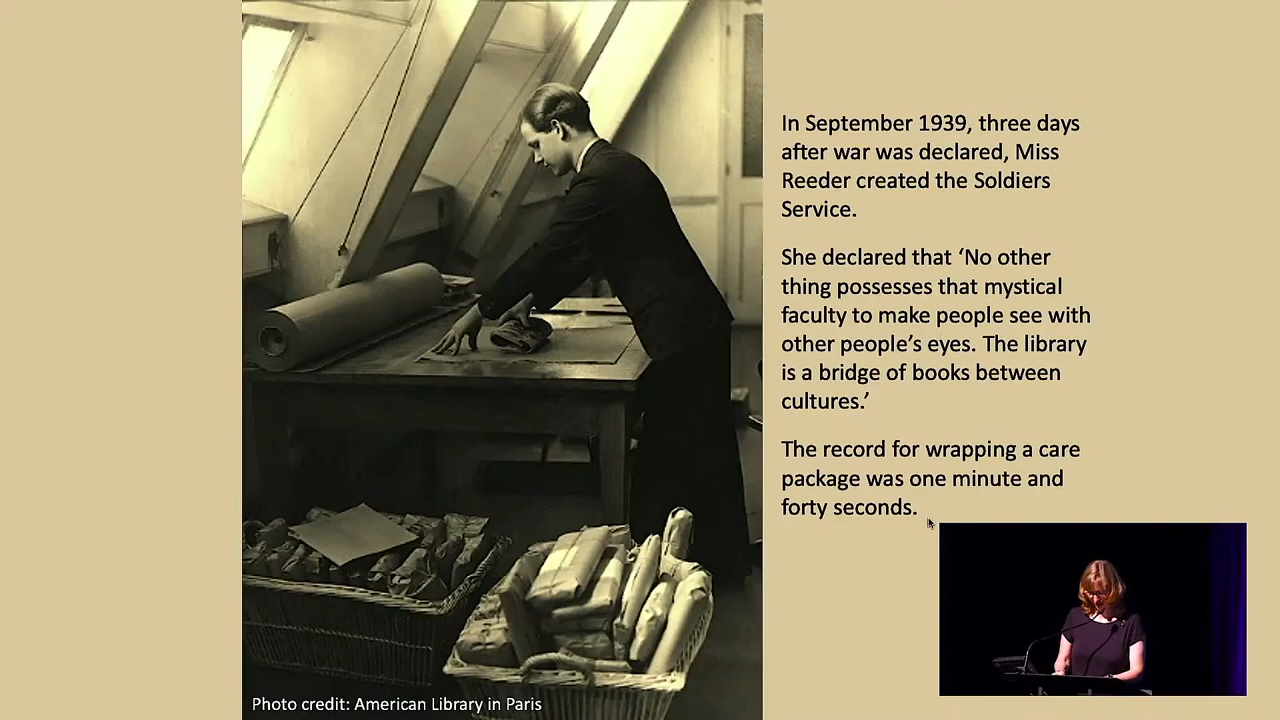 In September 1939, three days
after war was declared, Miss
Reeder created the Soldiers
Service.
She declared that ‘No other
thing possesses that mystical
faculty to make people see with
other people’s eyes. The library
is a bridge of books between
cultures.’
The record for wrapping a care
package was one minute and
forty seconds.
Photo credit: American Library in Paris